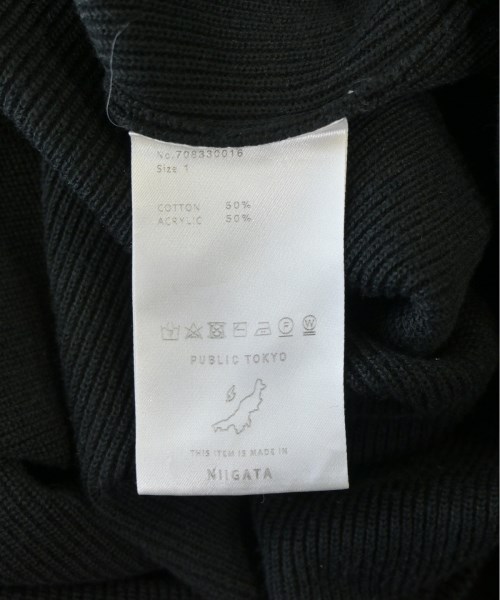 No.706330016
Size 1
COTTON 50%
ACRYLIC 50%
PUBLIC TOKYO
THIS ITEM IS MADE IN
NIIGATA